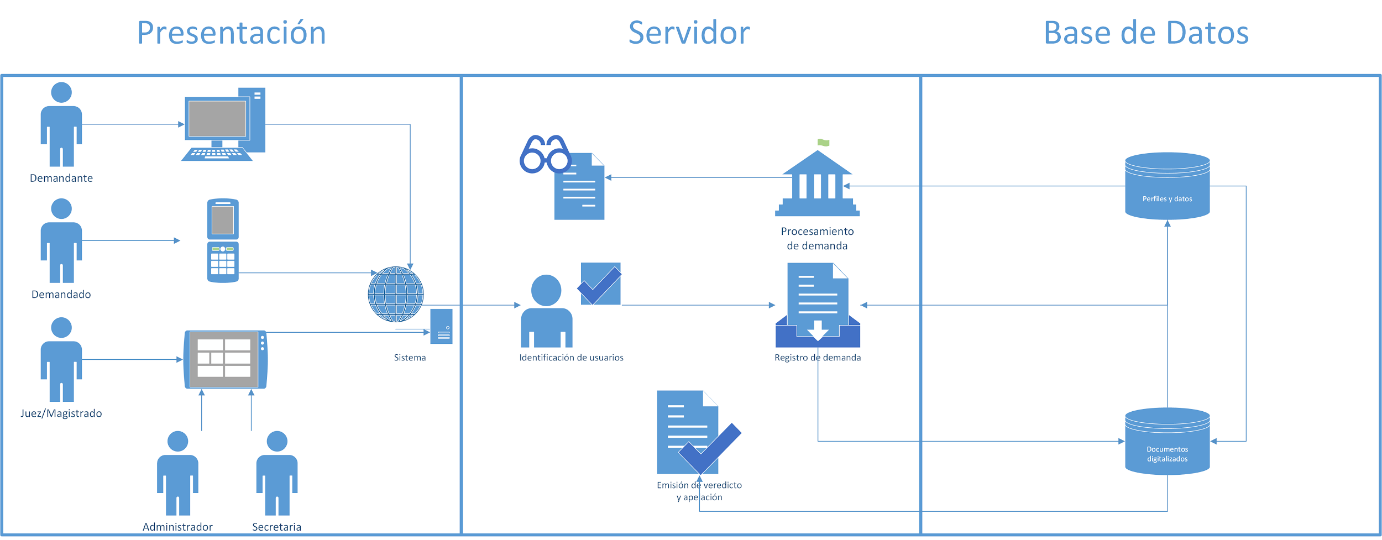 Presentación
Servidor
Base de Datos
Demandante
Demandado
Juez/Magistrado
Administrador
Secretaria
Sistema
Procesamiento
de demanda
Identificación de usuarios
Registro de demanda
Emisión de veredicto
y apelación
Perfiles y datos
Documentos
digitalizados